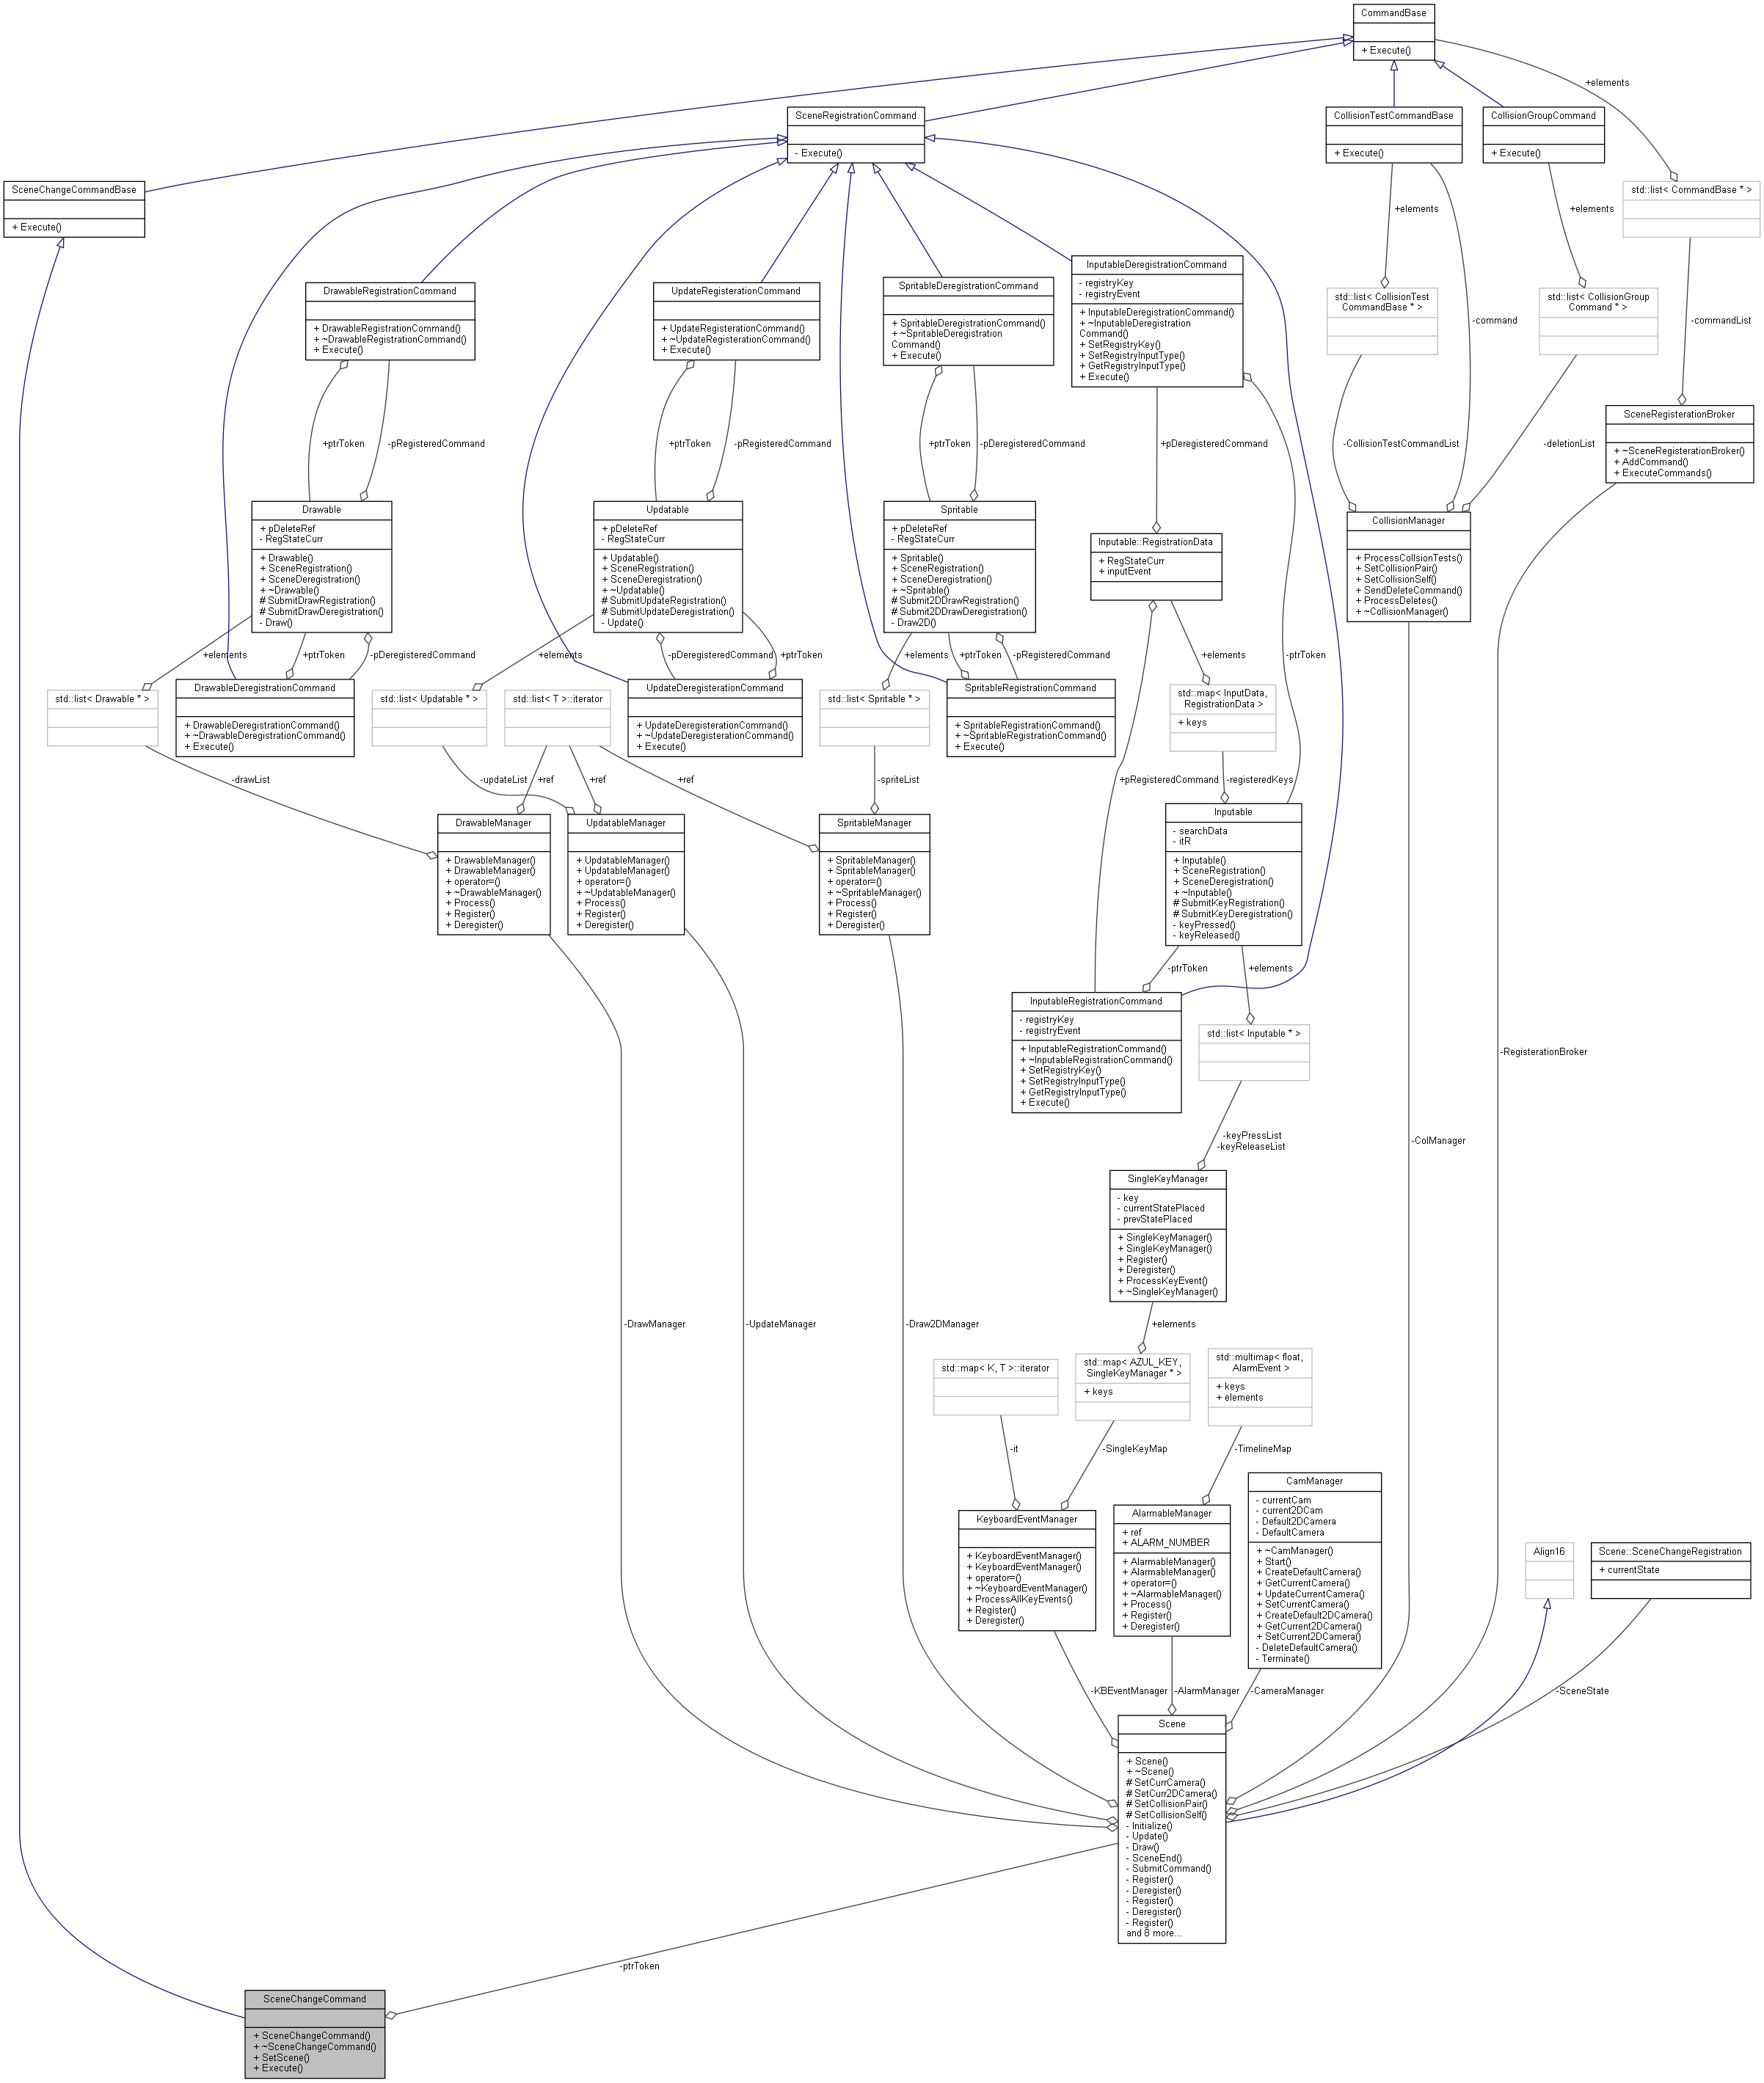 CommandBase
+ Execute()
+elements
SceneRegistrationCommand
- Execute()
CollisionTestCommandBase
+ Execute()
CollisionGroupCommand
+ Execute()
SceneChangeCommandBase
+ Execute()
std::list< CommandBase * >
+elements
+elements
DrawableRegistrationCommand
+ DrawableRegistrationCommand()
+ ~DrawableRegistrationCommand()
+ Execute()
UpdateRegisterationCommand
+ UpdateRegisterationCommand()
+ ~UpdateRegisterationCommand()
+ Execute()
SpritableDeregistrationCommand
+ SpritableDeregistrationCommand()
+ ~SpritableDeregistration
Command()
+ Execute()
InputableDeregistrationCommand
- registryKey
- registryEvent
+ InputableDeregistrationCommand()
+ ~InputableDeregistration
Command()
+ SetRegistryKey()
+ SetRegistryInputType()
+ GetRegistryInputType()
+ Execute()
std::list< CollisionTest
CommandBase * >
-command
std::list< CollisionGroup
Command * >
-commandList
+ptrToken
-pRegisteredCommand
+ptrToken
-pRegisteredCommand
+ptrToken
-pDeregisteredCommand
+pDeregisteredCommand
-CollisionTestCommandList
-deletionList
SceneRegisterationBroker
+ ~SceneRegisterationBroker()
+ AddCommand()
+ ExecuteCommands()
Drawable
+ pDeleteRef
- RegStateCurr
+ Drawable()
+ SceneRegistration()
+ SceneDeregistration()
+ ~Drawable()
# SubmitDrawRegistration()
# SubmitDrawDeregistration()
- Draw()
Updatable
+ pDeleteRef
- RegStateCurr
+ Updatable()
+ SceneRegistration()
+ SceneDeregistration()
+ ~Updatable()
# SubmitUpdateRegistration()
# SubmitUpdateDeregistration()
- Update()
Spritable
+ pDeleteRef
- RegStateCurr
+ Spritable()
+ SceneRegistration()
+ SceneDeregistration()
+ ~Spritable()
# Submit2DDrawRegistration()
# Submit2DDrawDeregistration()
- Draw2D()
Inputable::RegistrationData
+ RegStateCurr
+ inputEvent
CollisionManager
+ ProcessCollsionTests()
+ SetCollisionPair()
+ SetCollisionSelf()
+ SendDeleteCommand()
+ ProcessDeletes()
+ ~CollisionManager()
+elements
+ptrToken
-pDeregisteredCommand
+elements
-pDeregisteredCommand
+ptrToken
+elements
+ptrToken
-pRegisteredCommand
+elements
-ptrToken
std::list< Drawable * >
DrawableDeregistrationCommand
+ DrawableDeregistrationCommand()
+ ~DrawableDeregistrationCommand()
+ Execute()
std::list< Updatable * >
std::list< T >::iterator
UpdateDeregisterationCommand
+ UpdateDeregisterationCommand()
+ ~UpdateDeregisterationCommand()
+ Execute()
std::list< Spritable * >
SpritableRegistrationCommand
+ SpritableRegistrationCommand()
+ ~SpritableRegistrationCommand()
+ Execute()
std::map< InputData,
RegistrationData >
+ keys
-drawList
-updateList
+ref
+ref
+ref
-spriteList
+pRegisteredCommand
-registeredKeys
DrawableManager
+ DrawableManager()
+ DrawableManager()
+ operator=()
+ ~DrawableManager()
+ Process()
+ Register()
+ Deregister()
UpdatableManager
+ UpdatableManager()
+ UpdatableManager()
+ operator=()
+ ~UpdatableManager()
+ Process()
+ Register()
+ Deregister()
SpritableManager
+ SpritableManager()
+ SpritableManager()
+ operator=()
+ ~SpritableManager()
+ Process()
+ Register()
+ Deregister()
Inputable
- searchData
- itR
+ Inputable()
+ SceneRegistration()
+ SceneDeregistration()
+ ~Inputable()
# SubmitKeyRegistration()
# SubmitKeyDeregistration()
- keyPressed()
- keyReleased()
-ptrToken
+elements
InputableRegistrationCommand
- registryKey
- registryEvent
+ InputableRegistrationCommand()
+ ~InputableRegistrationCommand()
+ SetRegistryKey()
+ SetRegistryInputType()
+ GetRegistryInputType()
+ Execute()
std::list< Inputable * >
-RegisterationBroker
-keyPressList
-keyReleaseList
-ColManager
SingleKeyManager
- key
- currentStatePlaced
- prevStatePlaced
+ SingleKeyManager()
+ SingleKeyManager()
+ Register()
+ Deregister()
+ ProcessKeyEvent()
+ ~SingleKeyManager()
-DrawManager
-UpdateManager
-Draw2DManager
+elements
std::map< K, T >::iterator
std::map< AZUL_KEY,
SingleKeyManager * >
+ keys
std::multimap< float,
AlarmEvent >
+ keys
+ elements
-it
-SingleKeyMap
-TimelineMap
KeyboardEventManager
+ KeyboardEventManager()
+ KeyboardEventManager()
+ operator=()
+ ~KeyboardEventManager()
+ ProcessAllKeyEvents()
+ Register()
+ Deregister()
AlarmableManager
+ ref
+ ALARM_NUMBER
+ AlarmableManager()
+ AlarmableManager()
+ operator=()
+ ~AlarmableManager()
+ Process()
+ Register()
+ Deregister()
CamManager
- currentCam
- current2DCam
- Default2DCamera
- DefaultCamera
+ ~CamManager()
+ Start()
+ CreateDefaultCamera()
+ GetCurrentCamera()
+ UpdateCurrentCamera()
+ SetCurrentCamera()
+ CreateDefault2DCamera()
+ GetCurrent2DCamera()
+ SetCurrent2DCamera()
- DeleteDefaultCamera()
- Terminate()
Align16
Scene::SceneChangeRegistration
+ currentState
-KBEventManager
-AlarmManager
-CameraManager
-SceneState
Scene
+ Scene()
+ ~Scene()
# SetCurrCamera()
# SetCurr2DCamera()
# SetCollisionPair()
# SetCollisionSelf()
- Initialize()
- Update()
- Draw()
- SceneEnd()
- SubmitCommand()
- Register()
- Deregister()
- Register()
- Deregister()
- Register()
and 8 more...
-ptrToken
SceneChangeCommand
+ SceneChangeCommand()
+ ~SceneChangeCommand()
+ SetScene()
+ Execute()